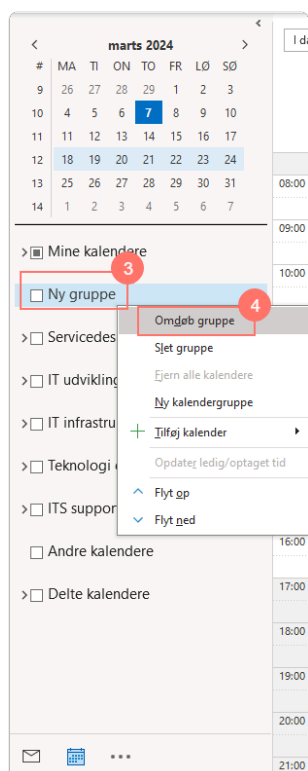 I da
marts 2024
# MA TI ON TO FR LØ SØ
9 26 27 28 29 1 2 3
10 4 5 6 7 8 9 10
11 11 12 13 14 15 16 17
12 18 19 20 21 22 23 24
13 25 26 27 28 29 30 31
14 1 2 3 4 5 6 7
08:00
09:00
10:00
16:00
17:00
18:00
19:00
20:00
21:00
Mine kalendere
3
Ny gruppe
4
Omdøb gruppe
Slet gruppe
Fjern alle kalendere
Ny kalendergruppe
Tilføj kalender
Opdater ledig/optaget tid
Flyt op
Flyt ned
Servicedes
IT udvikling
IT infrastru
Teknologi
ITS suppor
Andre kalendere
Delte kalendere